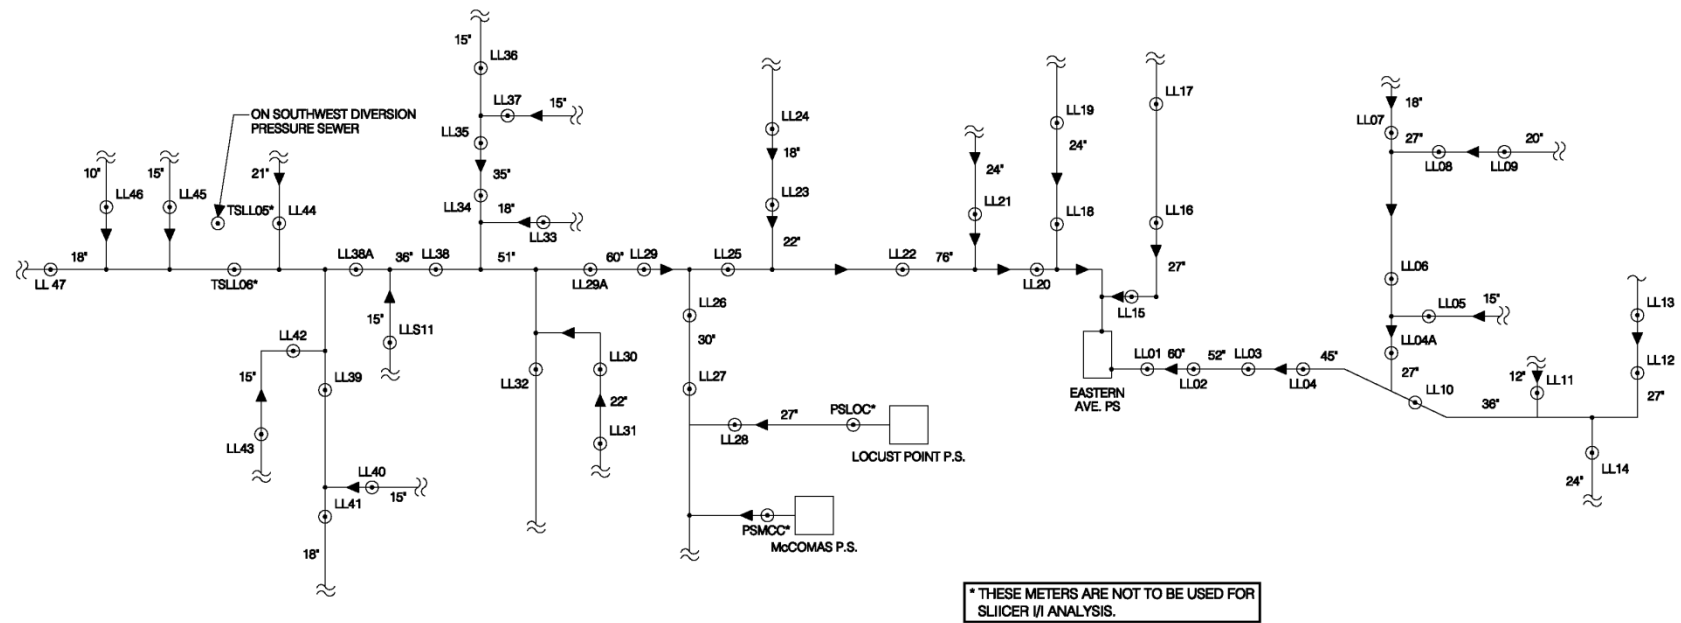 15"
LL36
LL37
15"
ON SOUTHWEST DIVERSION
PRESSURE SEWER
LL35
35"
LL34
18"
LL33
10"
LL46
15"
LL45
TSLL05*
21"
LL44
LL24
18"
LL23
22"
24"
LL21
LL19
24"
LL18
LL17
LL16
27"
LL15
18"
LL07
27"
20"
LL08
LL09
LL06
LL05
15"
LL04A
27"
LL13
LL12
27"
LL 47
18"
TSLL06*
LL38A
36"
LL38
51"
60"
LL29
LL29A
LL25
LL22
76"
LL20
LL42
15"
LL43
LL39
15"
LLS11
LL40
15"
LL41
18"
LL32
LL30
22"
LL31
LL26
30"
LL27
27"
LL28
PSLOC*
LOCUST POINT P.S.
PSMCC*
McCOMAS P.S.
EASTERN
AVE. PS
LL01
60"
LL02
52"
LL03
LL04
45"
LL10
36"
12"
LL11
LL14
24"
* THESE METERS ARE NOT TO BE USED FOR
SLIICER I/I ANALYSIS.